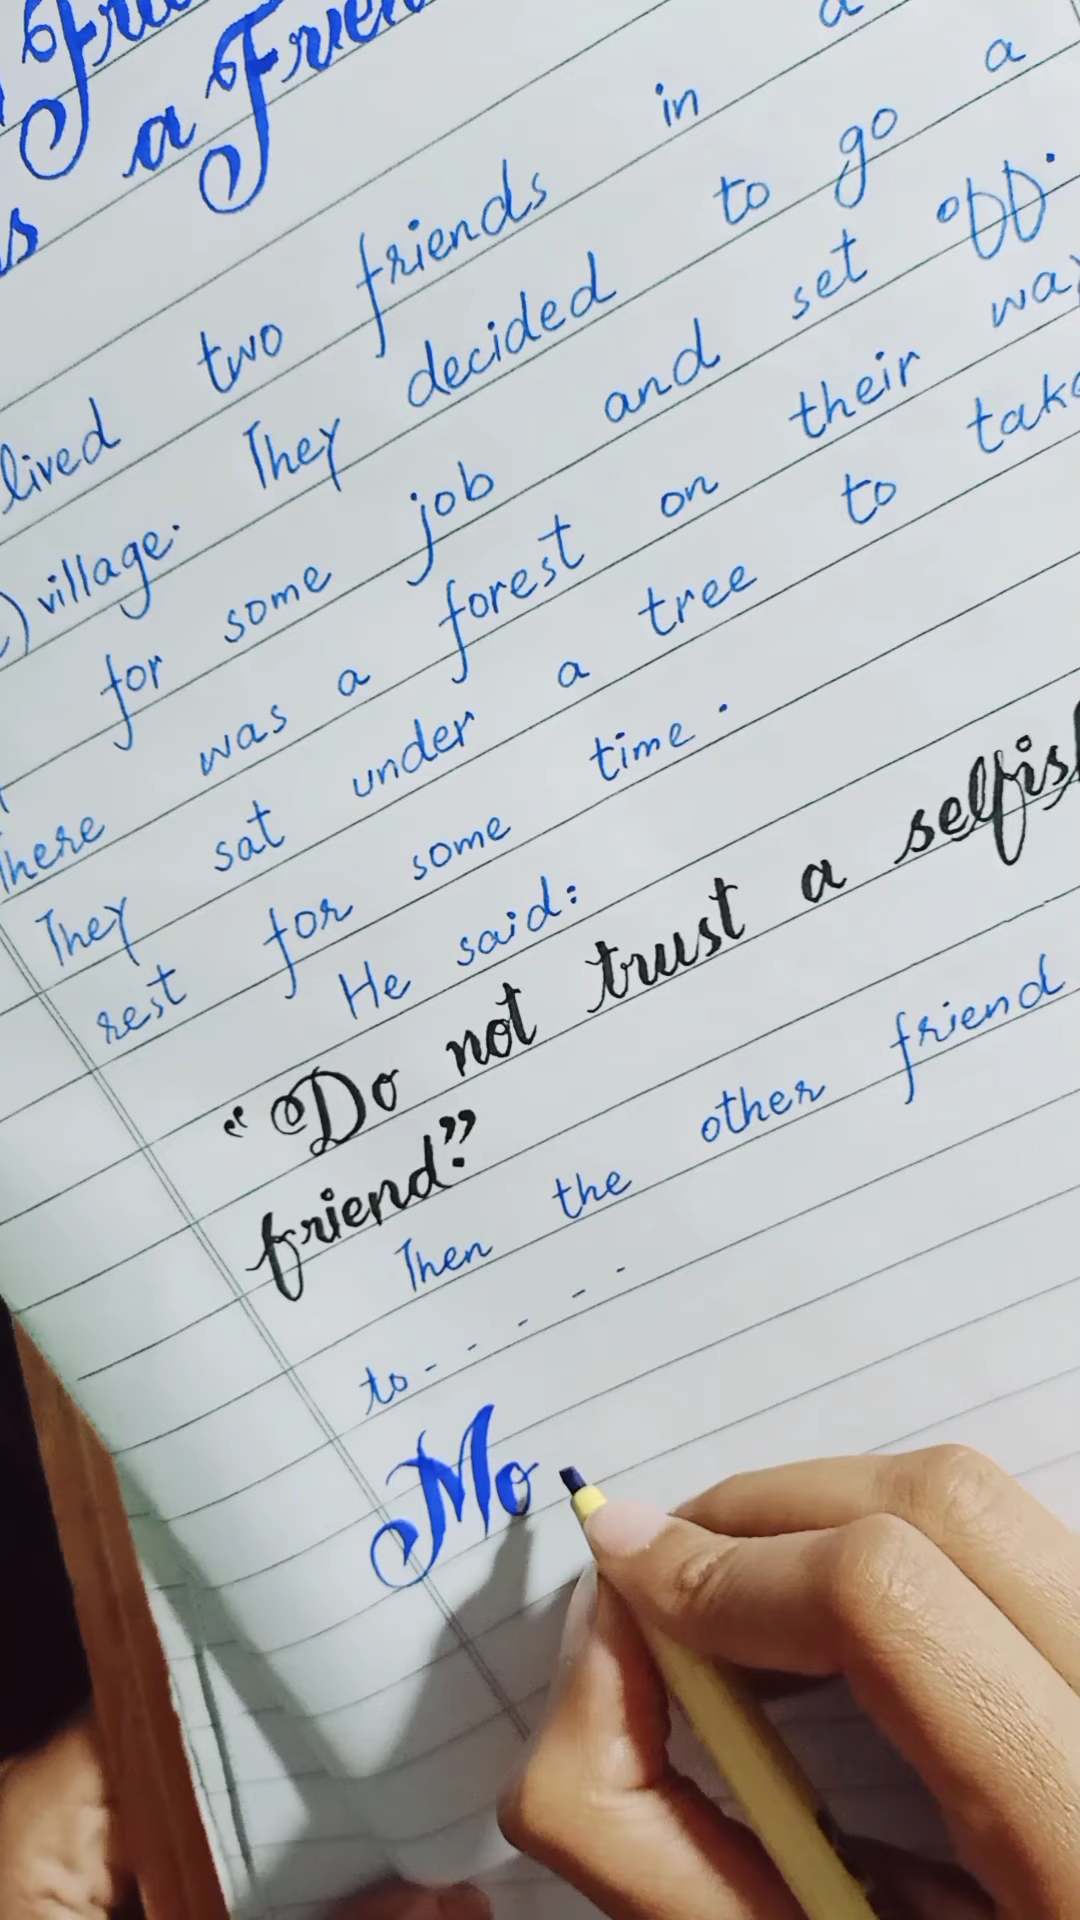 a Friend
s
lived two friends in a
village. They decided to go a
for some job and set off.
There was a forest on their way
They sat under a tree to take
rest for some time.
He said:
"Do not trust a selfish
friend."
Then the other friend
to- - - - -
Mo